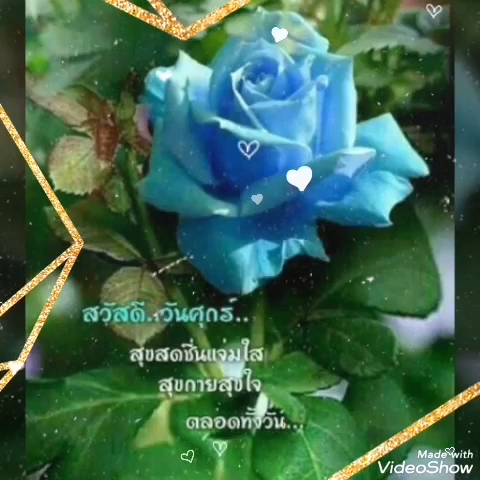 สวัสดี..วันศุกร์..
สุขสดชื่นแจ่มใส
สุขกายสุขใจ
ตลอดทั้งวัน...
Made with
VideoShow